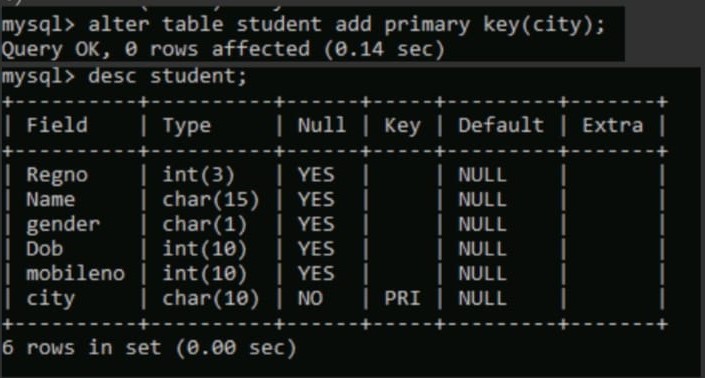 mysql> alter table student add primary key(city);
Query OK, 0 rows affected (0.14 sec)
mysql> desc student;
+----------+----------+------+-----+---------+-------+
| Field    | Type     | Null | Key | Default | Extra |
+----------+----------+------+-----+---------+-------+
| Regno    | int(3)   | YES  |     | NULL    |       |
| Name     | char(15) | YES  |     | NULL    |       |
| gender   | char(1)  | YES  |     | NULL    |       |
| Dob      | int(10)  | YES  |     | NULL    |       |
| mobileno | int(10)  | YES  |     | NULL    |       |
| city     | char(10) | NO   | PRI | NULL    |       |
+----------+----------+------+-----+---------+-------+
6 rows in set (0.00 sec)